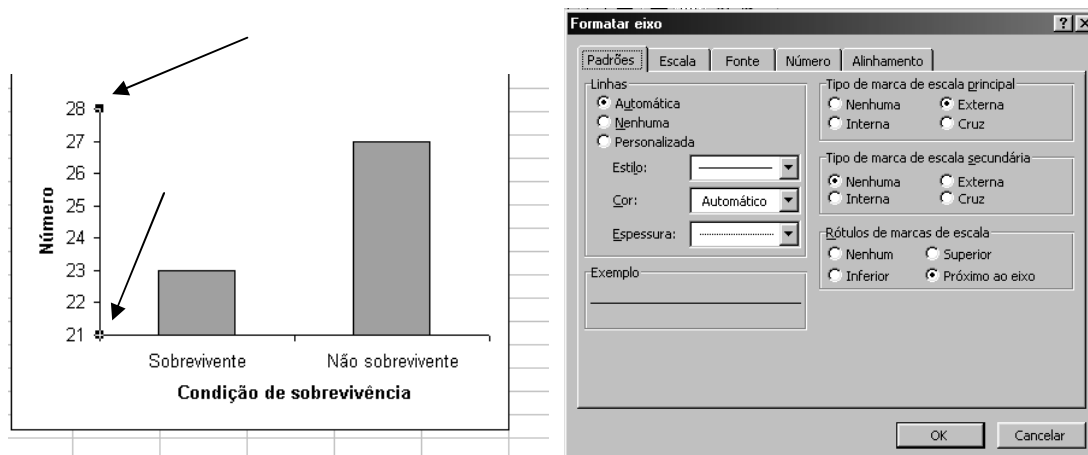 28
27
26
25
24
23
22
21
Número
Sobrevivente
Não sobrevivente
Condição de sobrevivência
Formatar eixo
Padrões
Escala
Fonte
Número
Alinhamento
Linhas
Automática
Nenhuma
Personalizada
Estilo:
Cor: Automático
Espessura:
Exemplo
Tipo de marca de escala principal
Nenhuma Externa
Interna Cruz
Tipo de marca de escala secundária
Nenhuma Externa
Interna Cruz
Rótulos de marcas de escala
Nenhum Superior
Inferior Próximo ao eixo
OK Cancelar